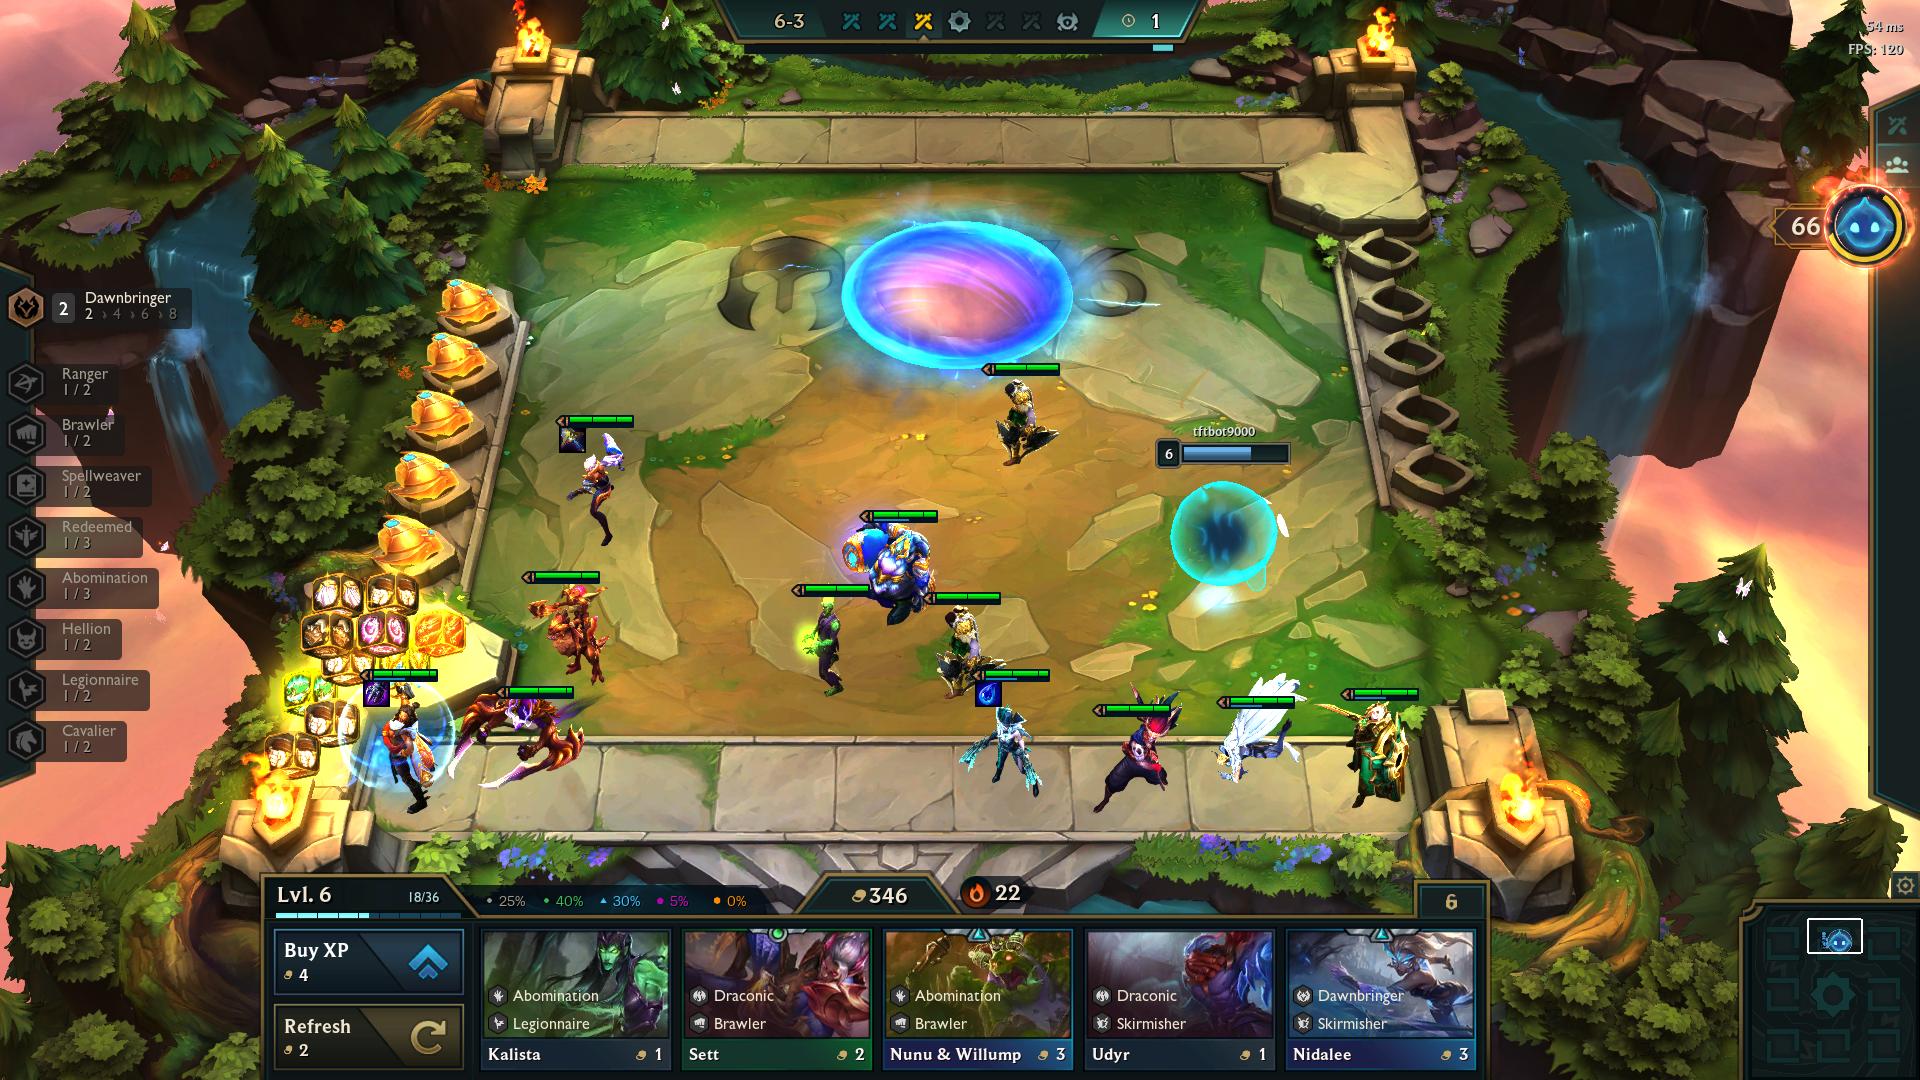 6-3
1
54 ms
FPS: 120
66
2
Dawnbringer
2 › 4 › 6 › 8
Ranger
1 / 2
Brawler
1 / 2
Spellweaver
1 / 2
Redeemed
1 / 3
Abomination
1 / 3
Hellion
1 / 2
Legionnaire
1 / 2
Cavalier
1 / 2
tftbot9000
6
Lvl. 6
18/36
25%
40%
30%
5%
0%
346
22
6
Buy XP
4
Refresh
2
Abomination
Legionnaire
Kalista
1
Draconic
Brawler
Sett
2
Abomination
Brawler
Nunu & Willump
3
Draconic
Skirmisher
Udyr
1
Dawnbringer
Skirmisher
Nidalee
3